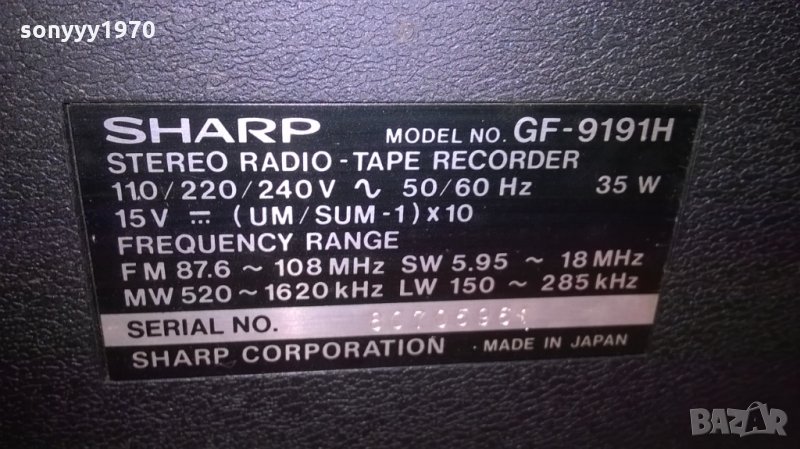 sonyyy1970
SHARP MODEL NO. GF-9191H
STEREO RADIO - TAPE RECORDER
110/220/240V ∿ 50/60 Hz 35 W
15V ⎓ (UM/SUM-1)x10
FREQUENCY RANGE
FM 87.6 ~ 108 MHz SW 5.95 ~ 18 MHz
MW 520 ~ 1620 kHz LW 150 ~ 285 kHz
SERIAL NO.
SHARP CORPORATION · MADE IN JAPAN
BAZAR